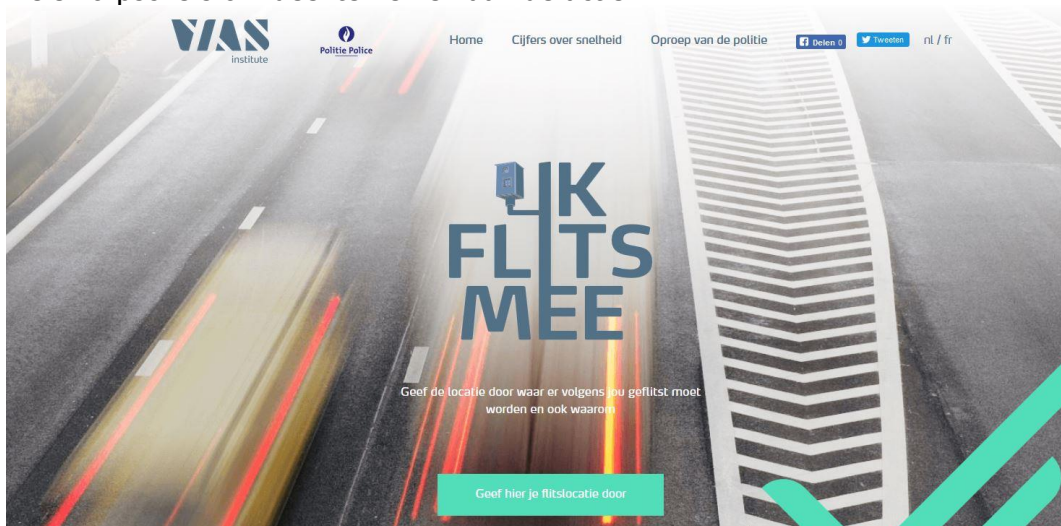 VIAS
institute
Politie Police
Home
Cijfers over snelheid
Oproep van de politie
Delen 0
Tweeten
nl / fr
IK
FLITS
MEE
Geef de locatie door waar er volgens jou geflitst moet
worden en ook waarom
Geef hier je flitslocatie door